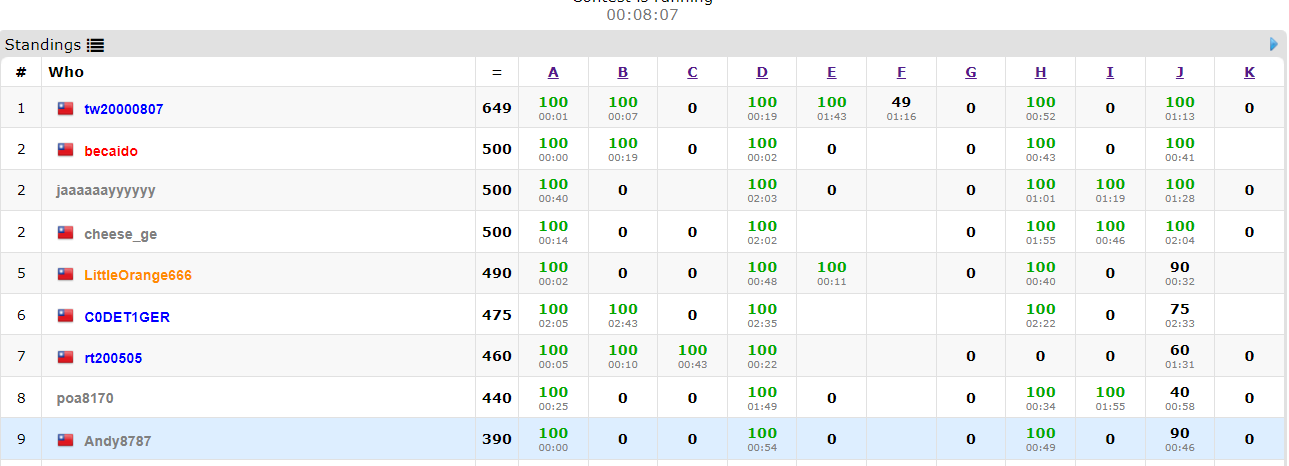 Contest is running
00:08:07
Standings
# Who = A B C D E F G H I J K
1 tw20000807 649 100 100 0 100 100 49 0 100 0 100 0
00:01 00:07 00:19 01:43 01:16 00:52 01:13
2 becaido 500 100 100 0 100 0 0 100 0 100
00:00 00:19 00:02 00:43 00:41
2 jaaaaaayyyyyy 500 100 0 100 0 0 100 100 100 0
00:40 02:03 01:01 01:19 01:28
2 cheese_ge 500 100 0 0 100 0 100 100 100 0
00:14 02:02 01:55 00:46 02:04
5 LittleOrange666 490 100 0 0 100 100 0 100 0 90
00:02 00:48 00:11 00:40 00:32
6 C0DET1GER 475 100 100 0 100 100 0 75
02:05 02:43 02:35 02:22 02:33
7 rt200505 460 100 100 100 100 0 0 0 60 0
00:05 00:10 00:43 00:22 01:31
8 poa8170 440 100 0 0 100 0 0 100 100 40 0
00:25 01:49 00:34 01:55 00:58
9 Andy8787 390 100 0 0 100 0 0 100 0 90 0
00:00 00:54 00:49 00:46